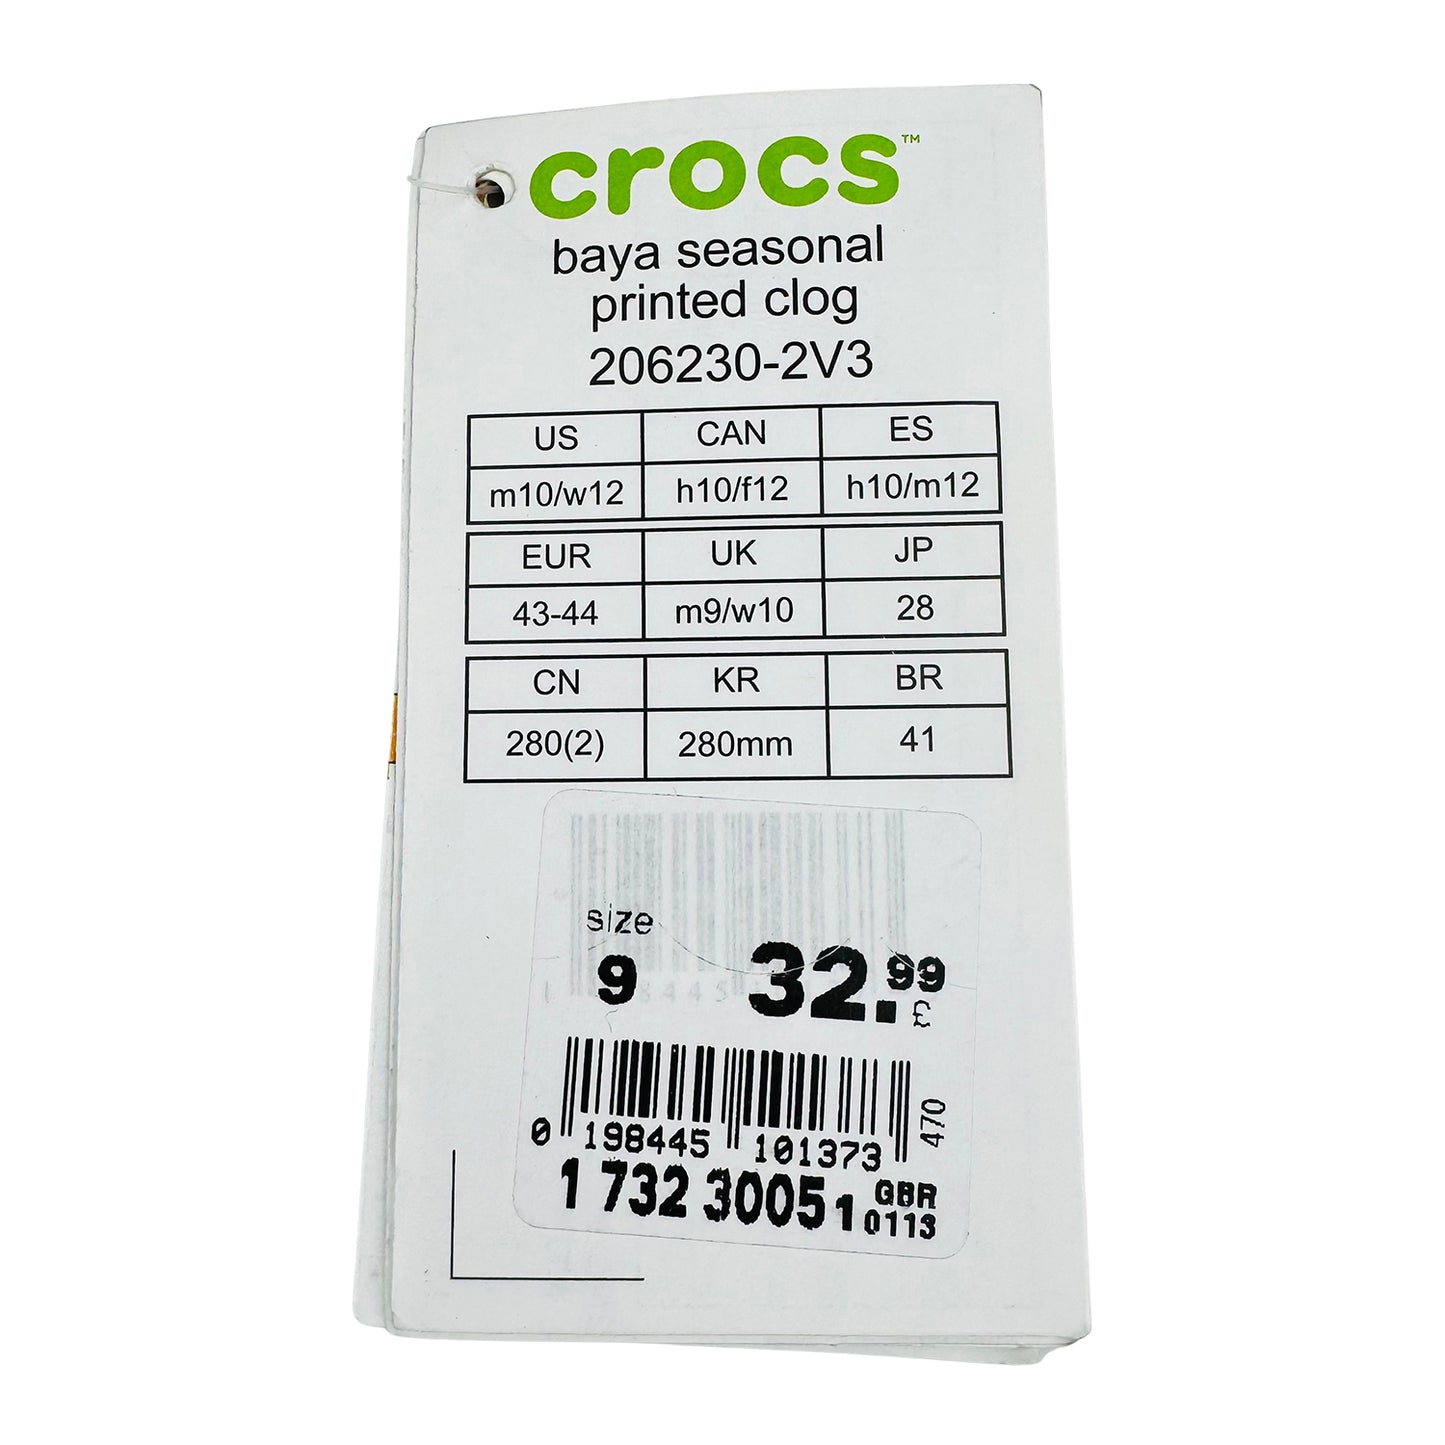 crocs™
baya seasonal
printed clog
206230-2V3
US CAN ES
m10/w12 h10/f12 h10/m12
EUR UK JP
43-44 m9/w10 28
CN KR BR
280(2) 280mm 41
size
9 32.99
£
0 198445 101373 470
1 732 3005 1 GBR
0113